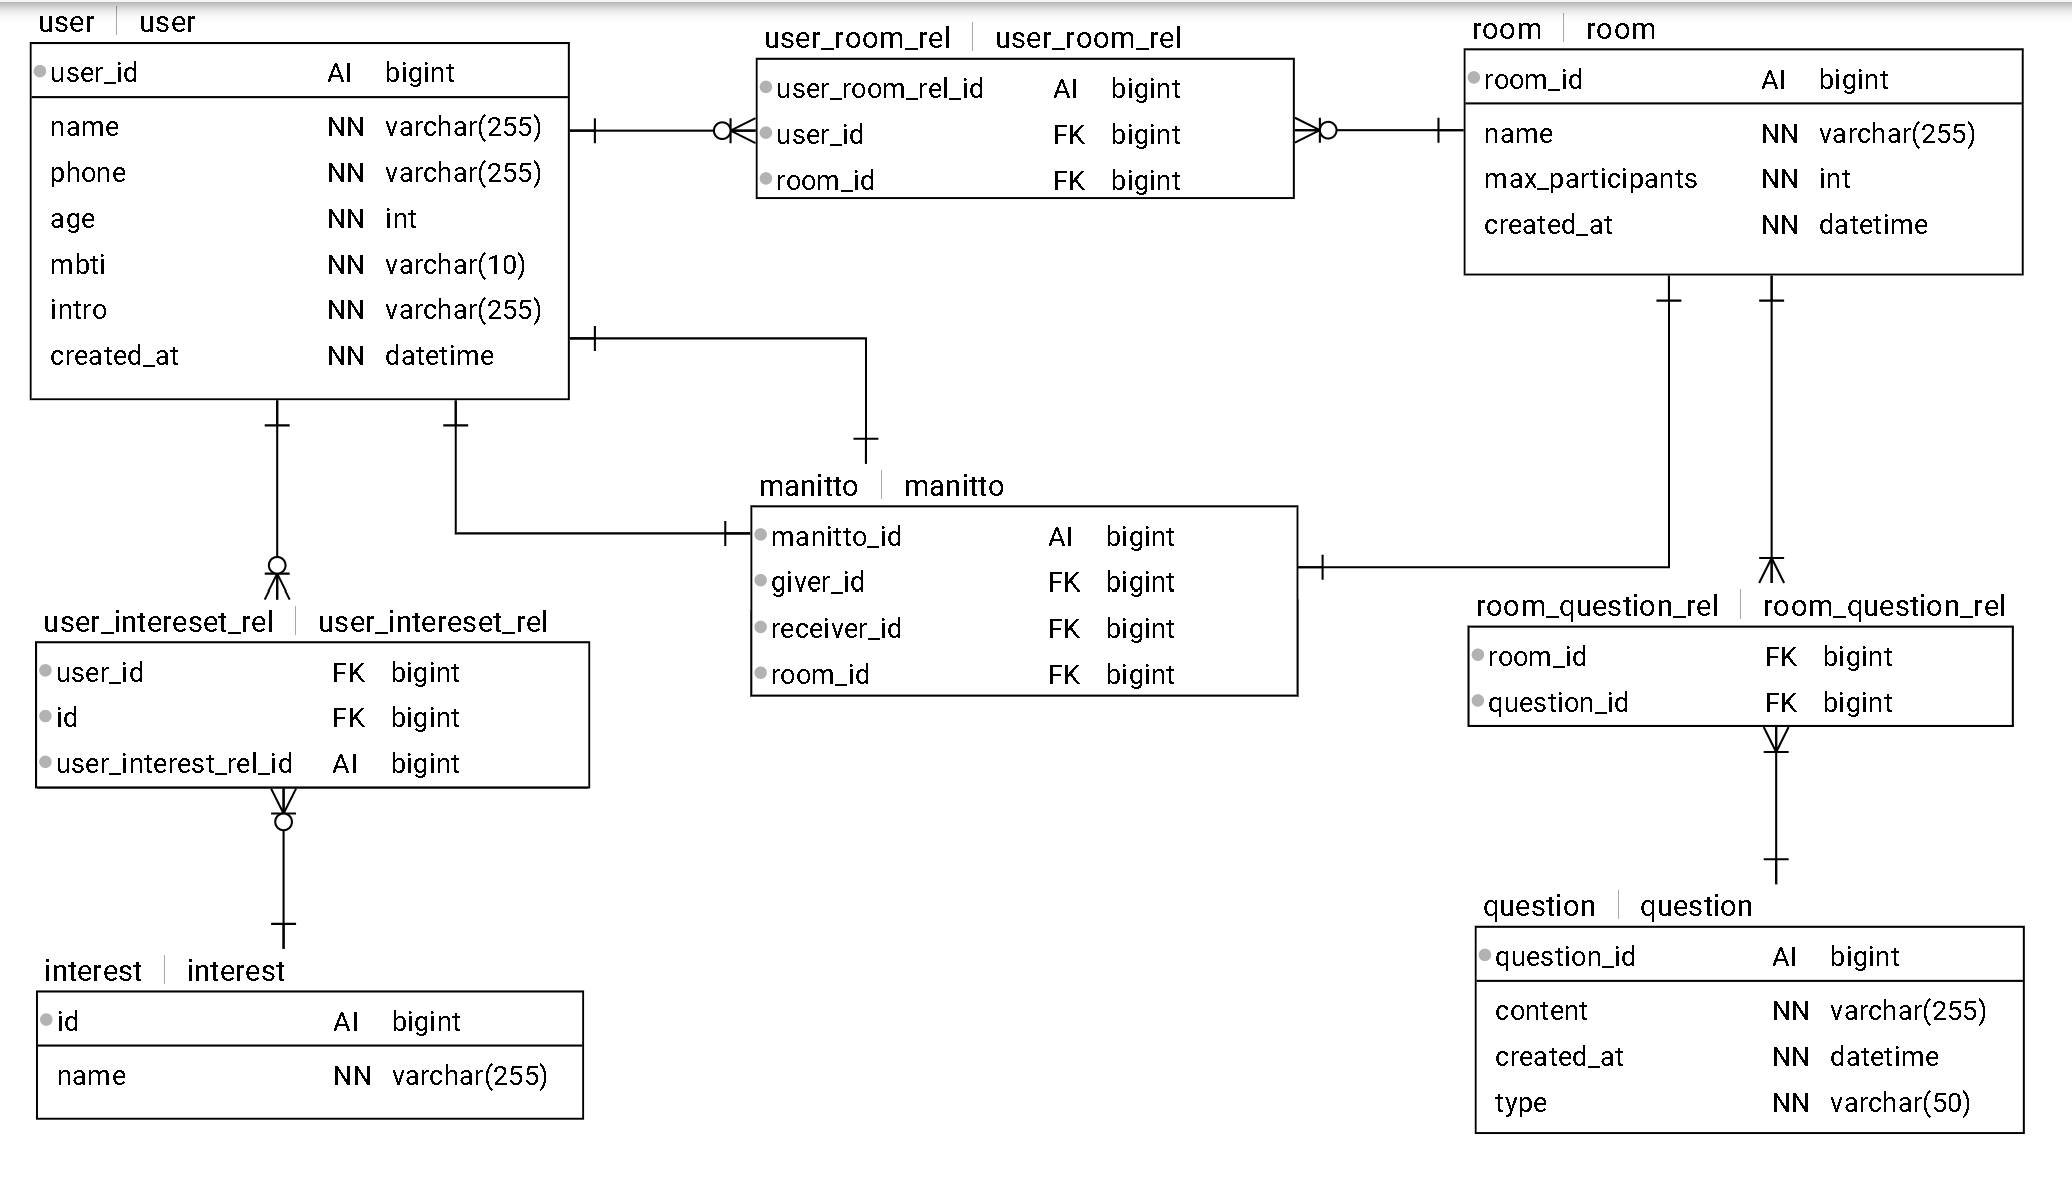 user user
user_id AI bigint
name NN varchar(255)
phone NN varchar(255)
age NN int
mbti NN varchar(10)
intro NN varchar(255)
created_at NN datetime
user_room_rel user_room_rel
user_room_rel_id AI bigint
user_id FK bigint
room_id FK bigint
room room
room_id AI bigint
name NN varchar(255)
max_participants NN int
created_at NN datetime
manitto manitto
manitto_id AI bigint
giver_id FK bigint
receiver_id FK bigint
room_id FK bigint
user_intereset_rel user_intereset_rel
user_id FK bigint
id FK bigint
user_interest_rel_id AI bigint
room_question_rel room_question_rel
room_id FK bigint
question_id FK bigint
interest interest
id AI bigint
name NN varchar(255)
question question
question_id AI bigint
content NN varchar(255)
created_at NN datetime
type NN varchar(50)